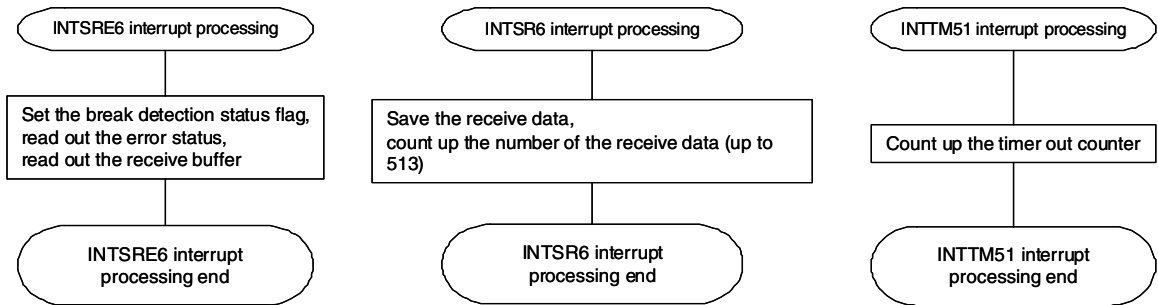 INTSRE6 interrupt processing
Set the break detection status flag,
read out the error status,
read out the receive buffer
INTSRE6 interrupt
processing end
INTSR6 interrupt processing
Save the receive data,
count up the number of the receive data (up to
513)
INTSR6 interrupt
processing end
INTTM51 interrupt processing
Count up the timer out counter
INTTM51 interrupt
processing end